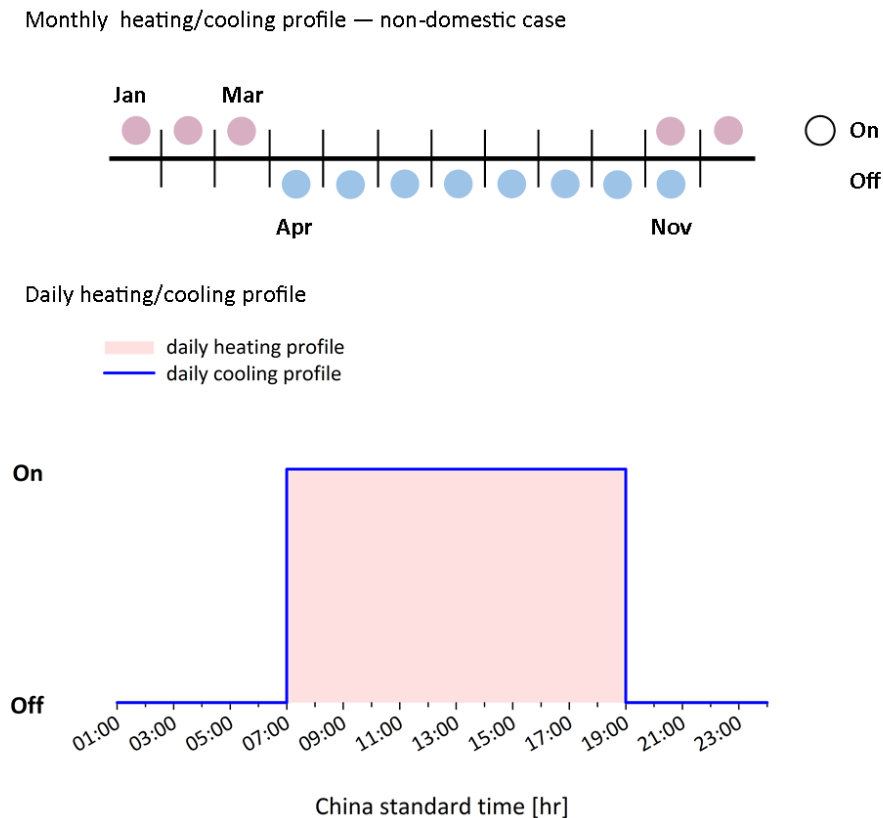 Monthly  heating/cooling profile — non-domestic case
Jan
Mar
On
Off
Apr
Nov
Daily heating/cooling profile
daily heating profile
daily cooling profile
On
Off
01:00 03:00 05:00 07:00 09:00 11:00 13:00 15:00 17:00 19:00 21:00 23:00
China standard time [hr]